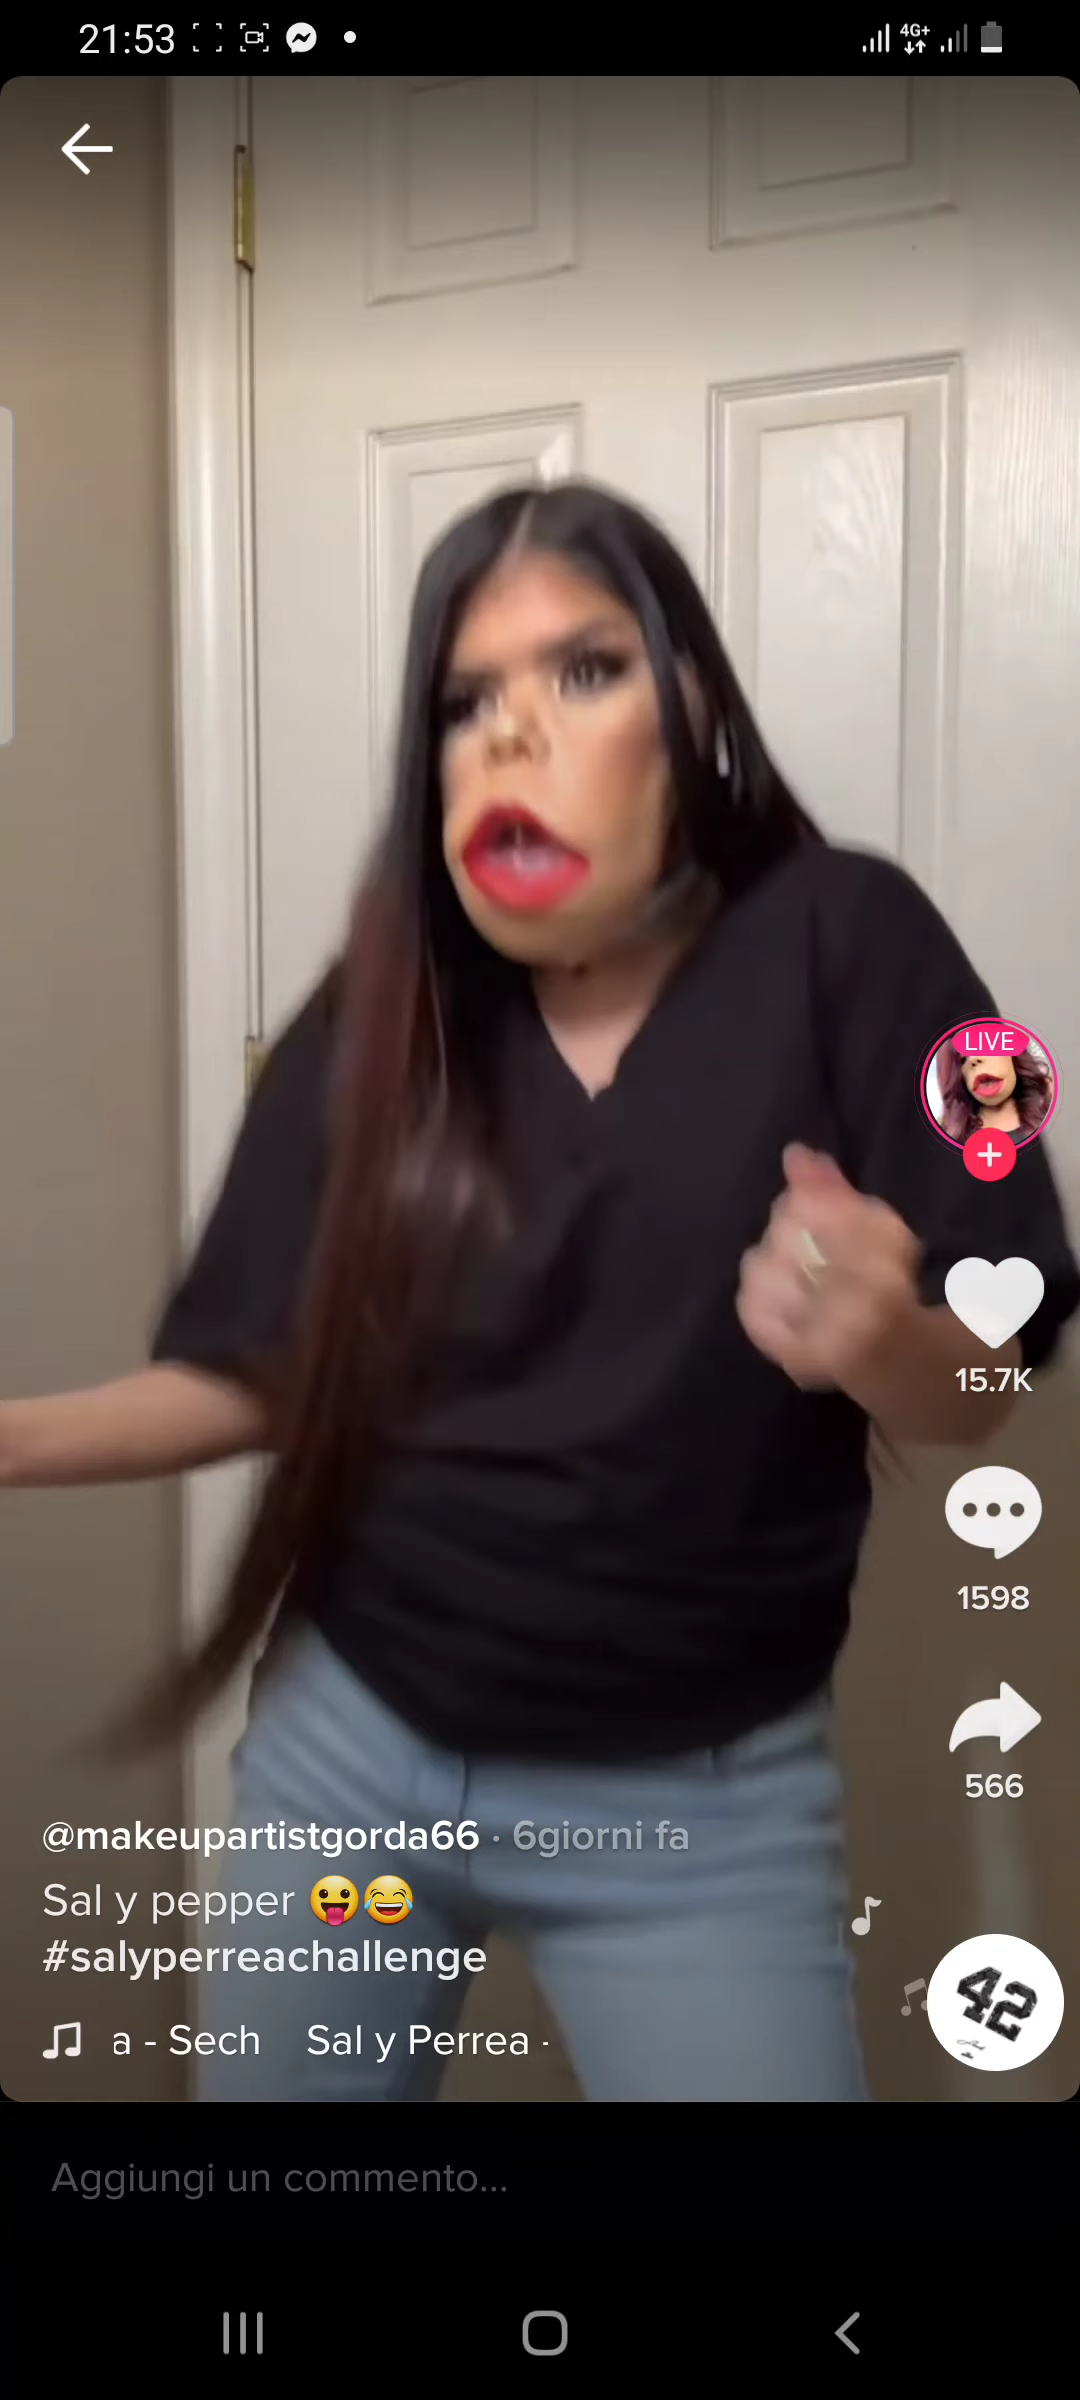 21:53
4G+
LIVE
15.7K
1598
566
@makeupartistgorda66 · 6giorni fa
Sal y pepper 😛😂
#salyperreachallenge
a - Sech Sal y Perrea -
42
Aggiungi un commento...